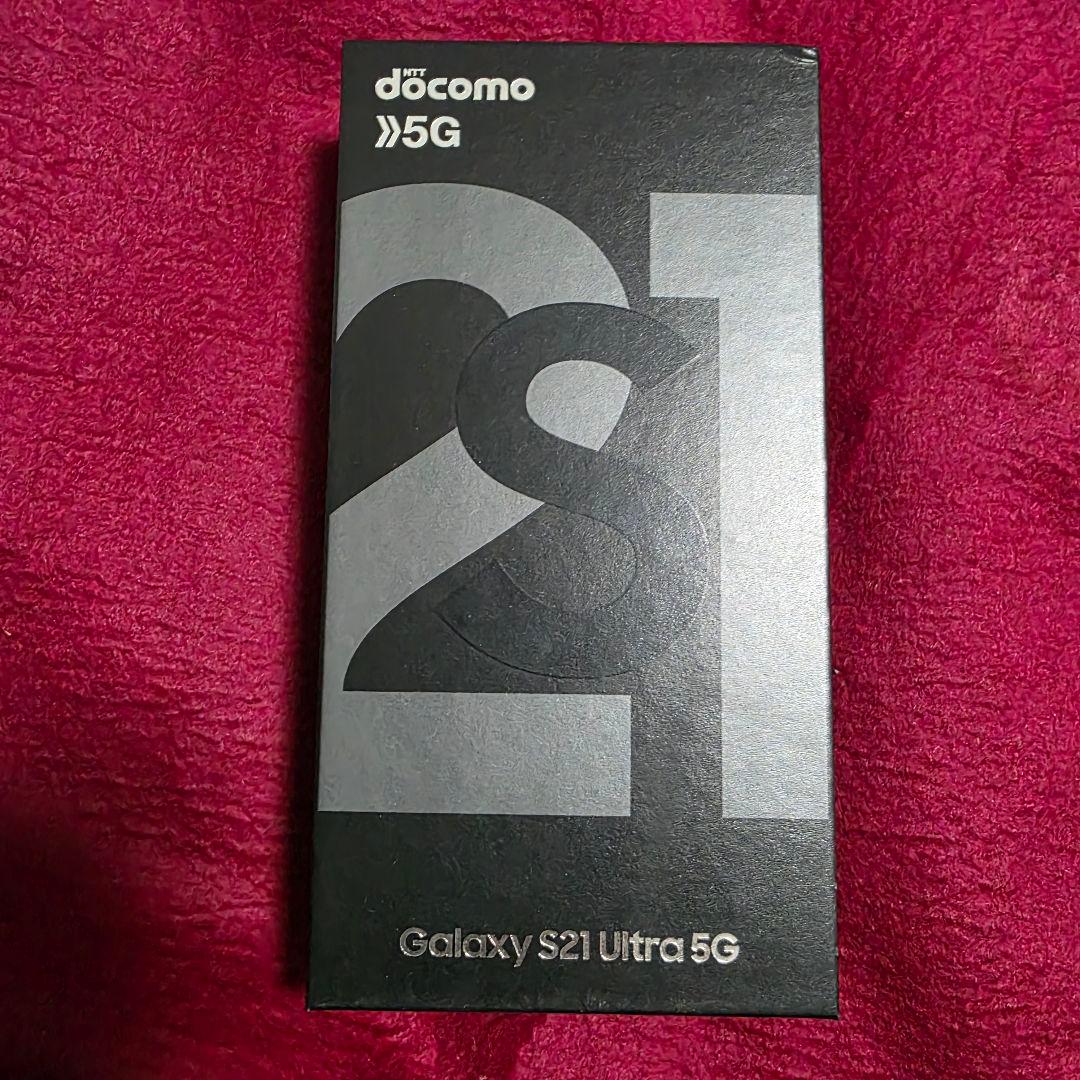 NTT
docomo
5G
21
S
Galaxy S21 Ultra 5G